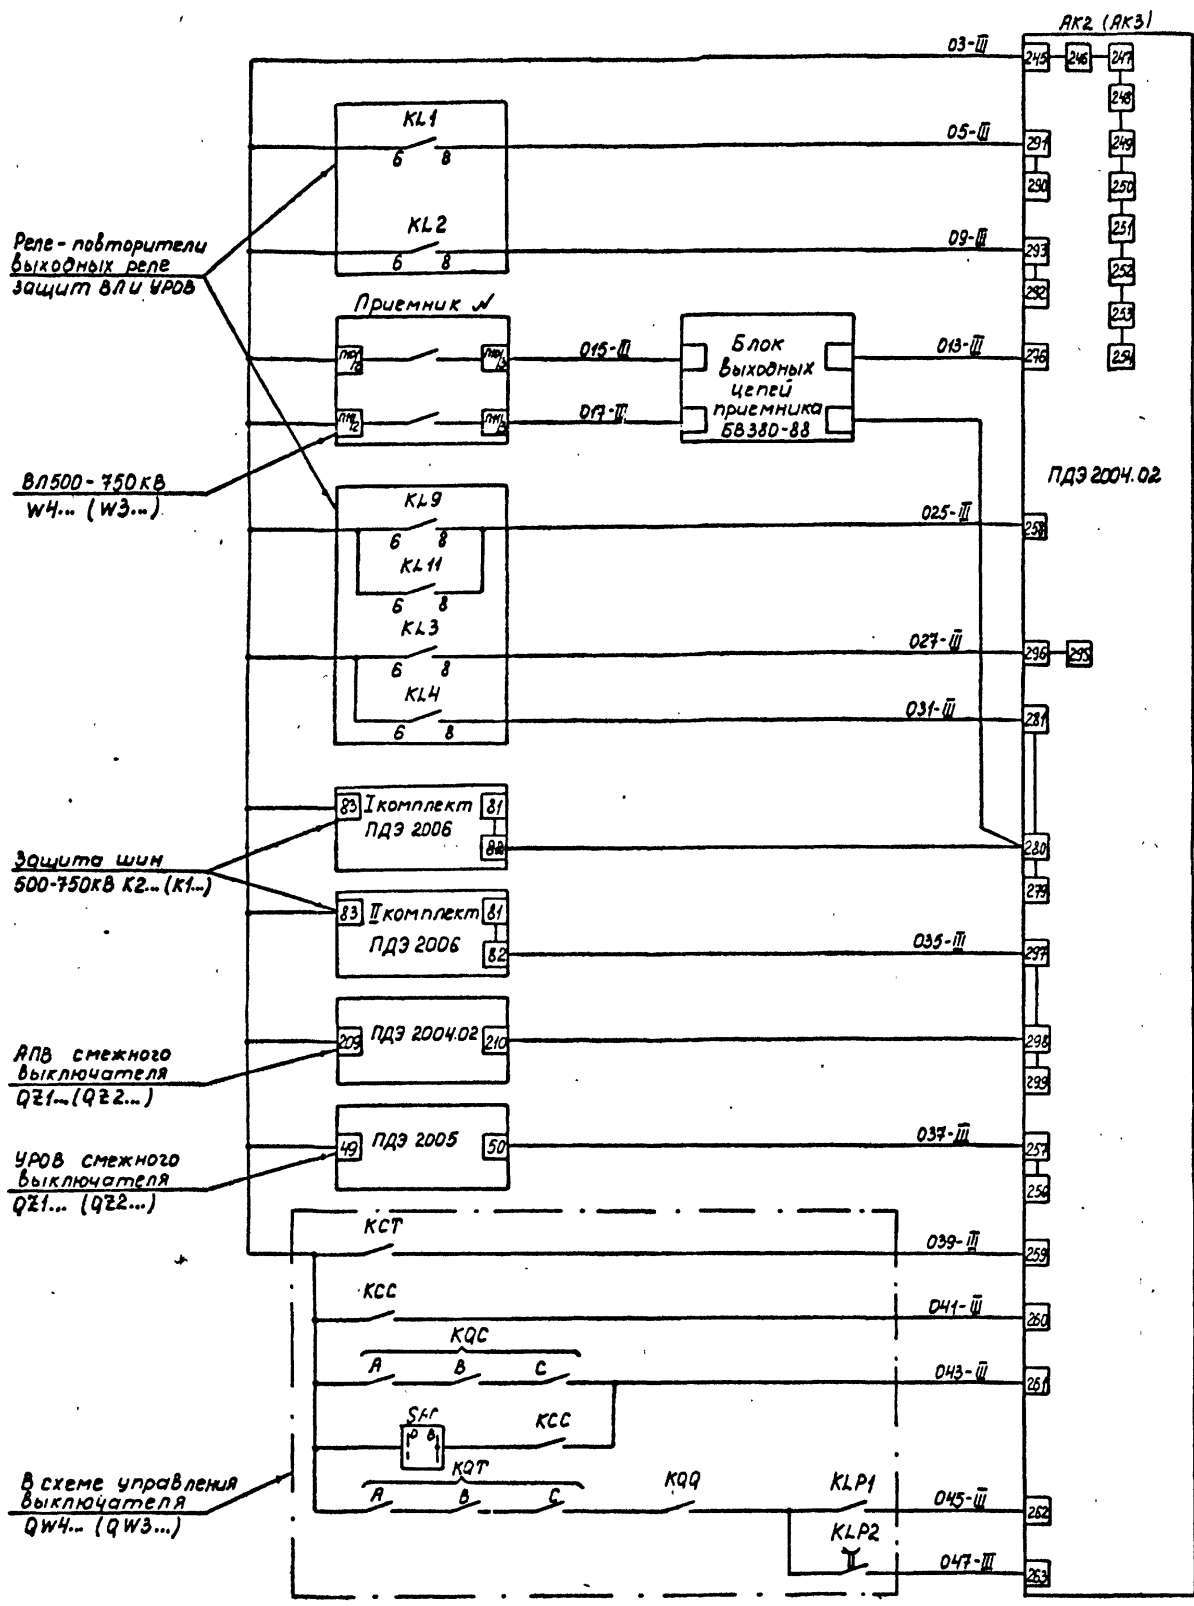 АК2 (АК3)
03-III
245 246 247
248
KL1
05-III
6 8
291
249
290
250
KL2
09-III
6 8
293
251
292
252
253
254
Реле-повторители
выходных реле
защит ВЛ и УРОВ
Приемник N
015-III
017-III
Блок
выходных
цепей
приемника
БВ380-88
013-III
276
ВЛ500-750кВ
W4... (W3...)
ПДЭ 2004.02
KL9
6 8
025-III
KL11
6 8
KL3
6 8
027-III
296 295
KL4
6 8
031-III
281
83 I комплект 81
ПДЭ 2006
82
280
279
Защита шин
500-750кВ К2... (К1...)
83 II комплект 81
ПДЭ 2006
82
035-III
297
209 ПДЭ 2004.02 210
298
299
АПВ смежного
выключателя
QZ1...(QZ2...)
49 ПДЭ 2005 50
037-III
257
256
УРОВ смежного
выключателя
QZ1... (QZ2...)
КСТ
039-III
259
КСС
041-III
260
KQC
A B C
043-III
261
КСС
KQT
A B C
KQQ
KLP1
045-III
262
KLP2
047-III
263
В схеме управления
выключателя
QW4... (QW3...)